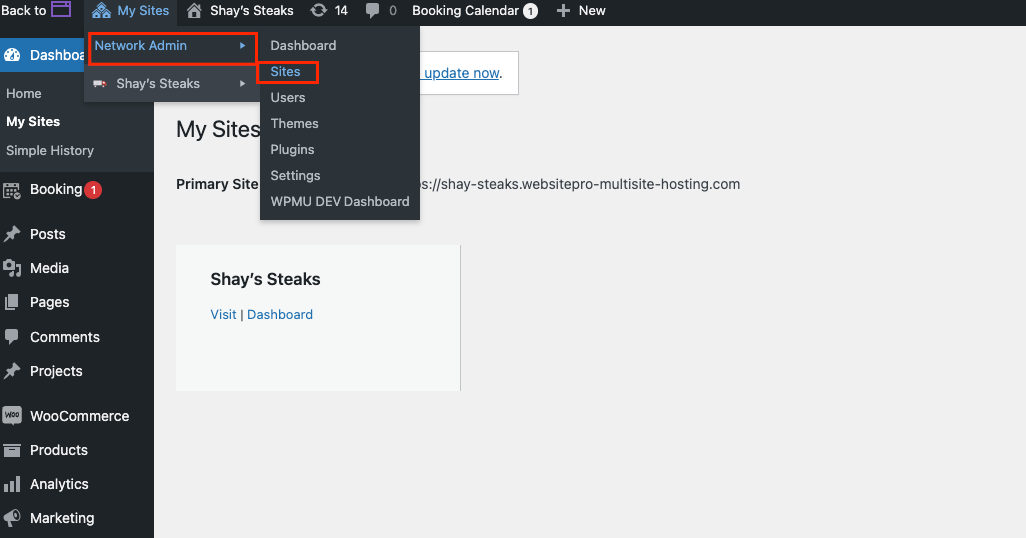 Back to My Sites Shay's Steaks 14 0 Booking Calendar 1 New
Network Admin
Shay's Steaks
Dashboard
Sites
Users
Themes
Plugins
Settings
WPMU DEV Dashboard
update now.
Dashboa
Home
My Sites
Simple History
Booking 1
Posts
Media
Pages
Comments
Projects
WOO WooCommerce
Products
Analytics
Marketing
My Sites
Primary Site s://shay-steaks.websitepro-multisite-hosting.com
Shay's Steaks
Visit | Dashboard